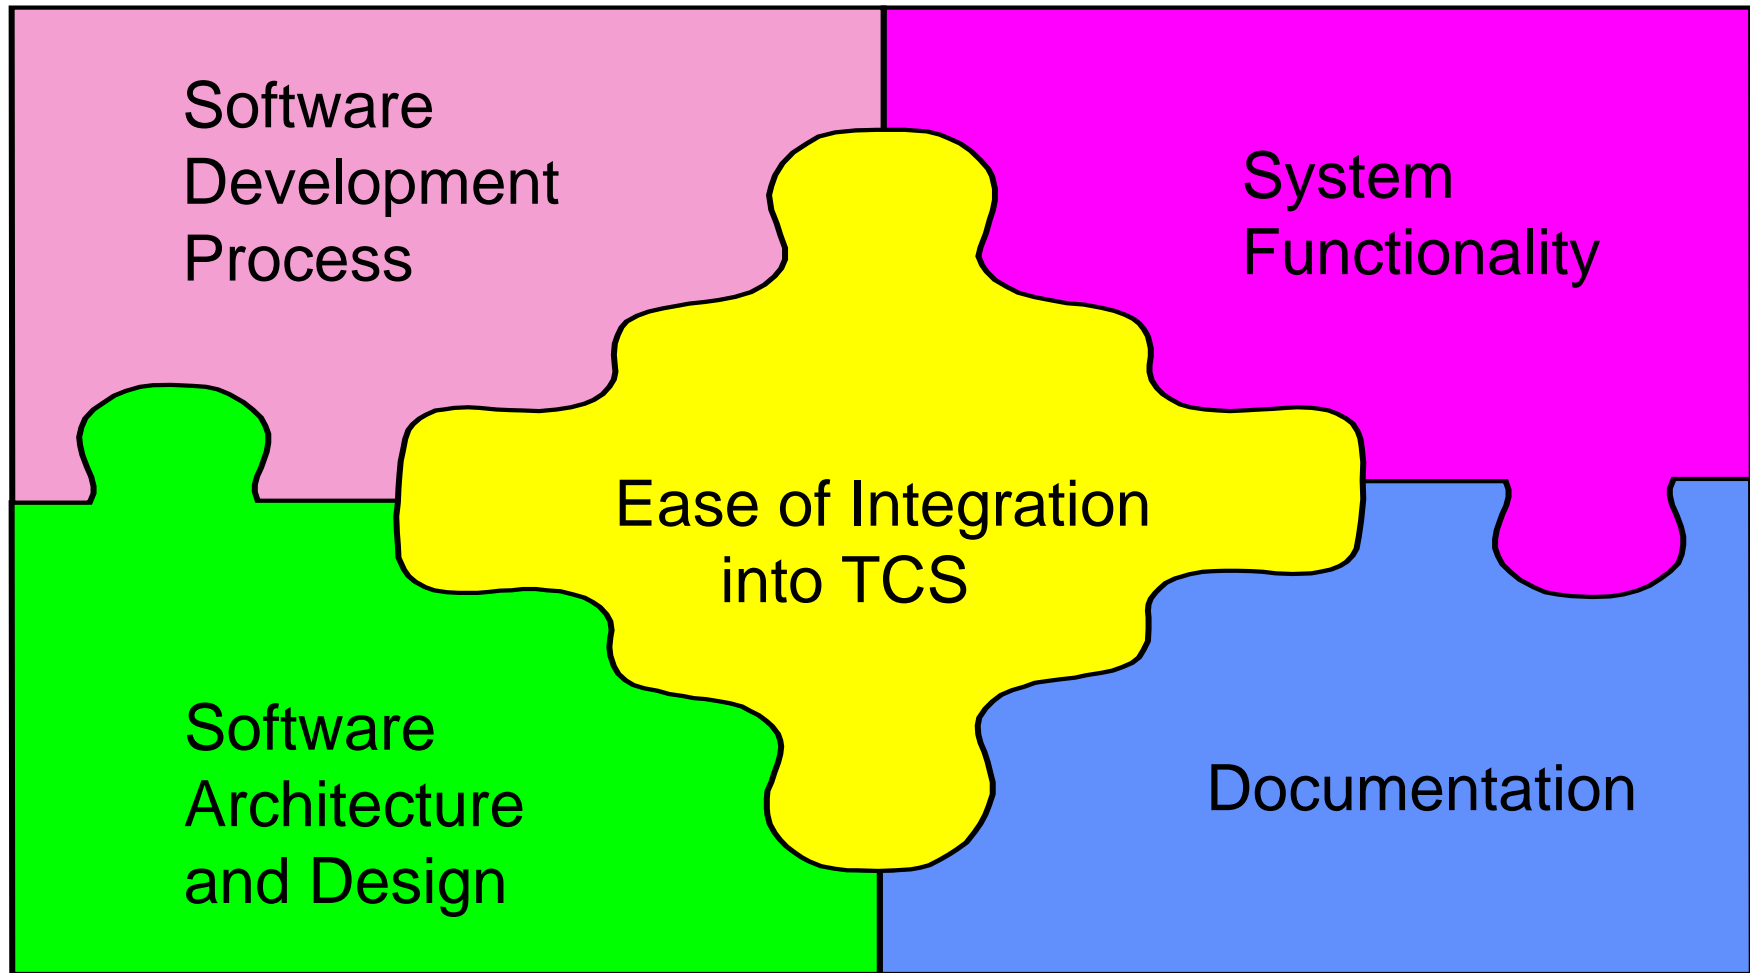 Software
Development
Process
System
Functionality
Ease of Integration
into TCS
Software
Architecture
and Design
Documentation